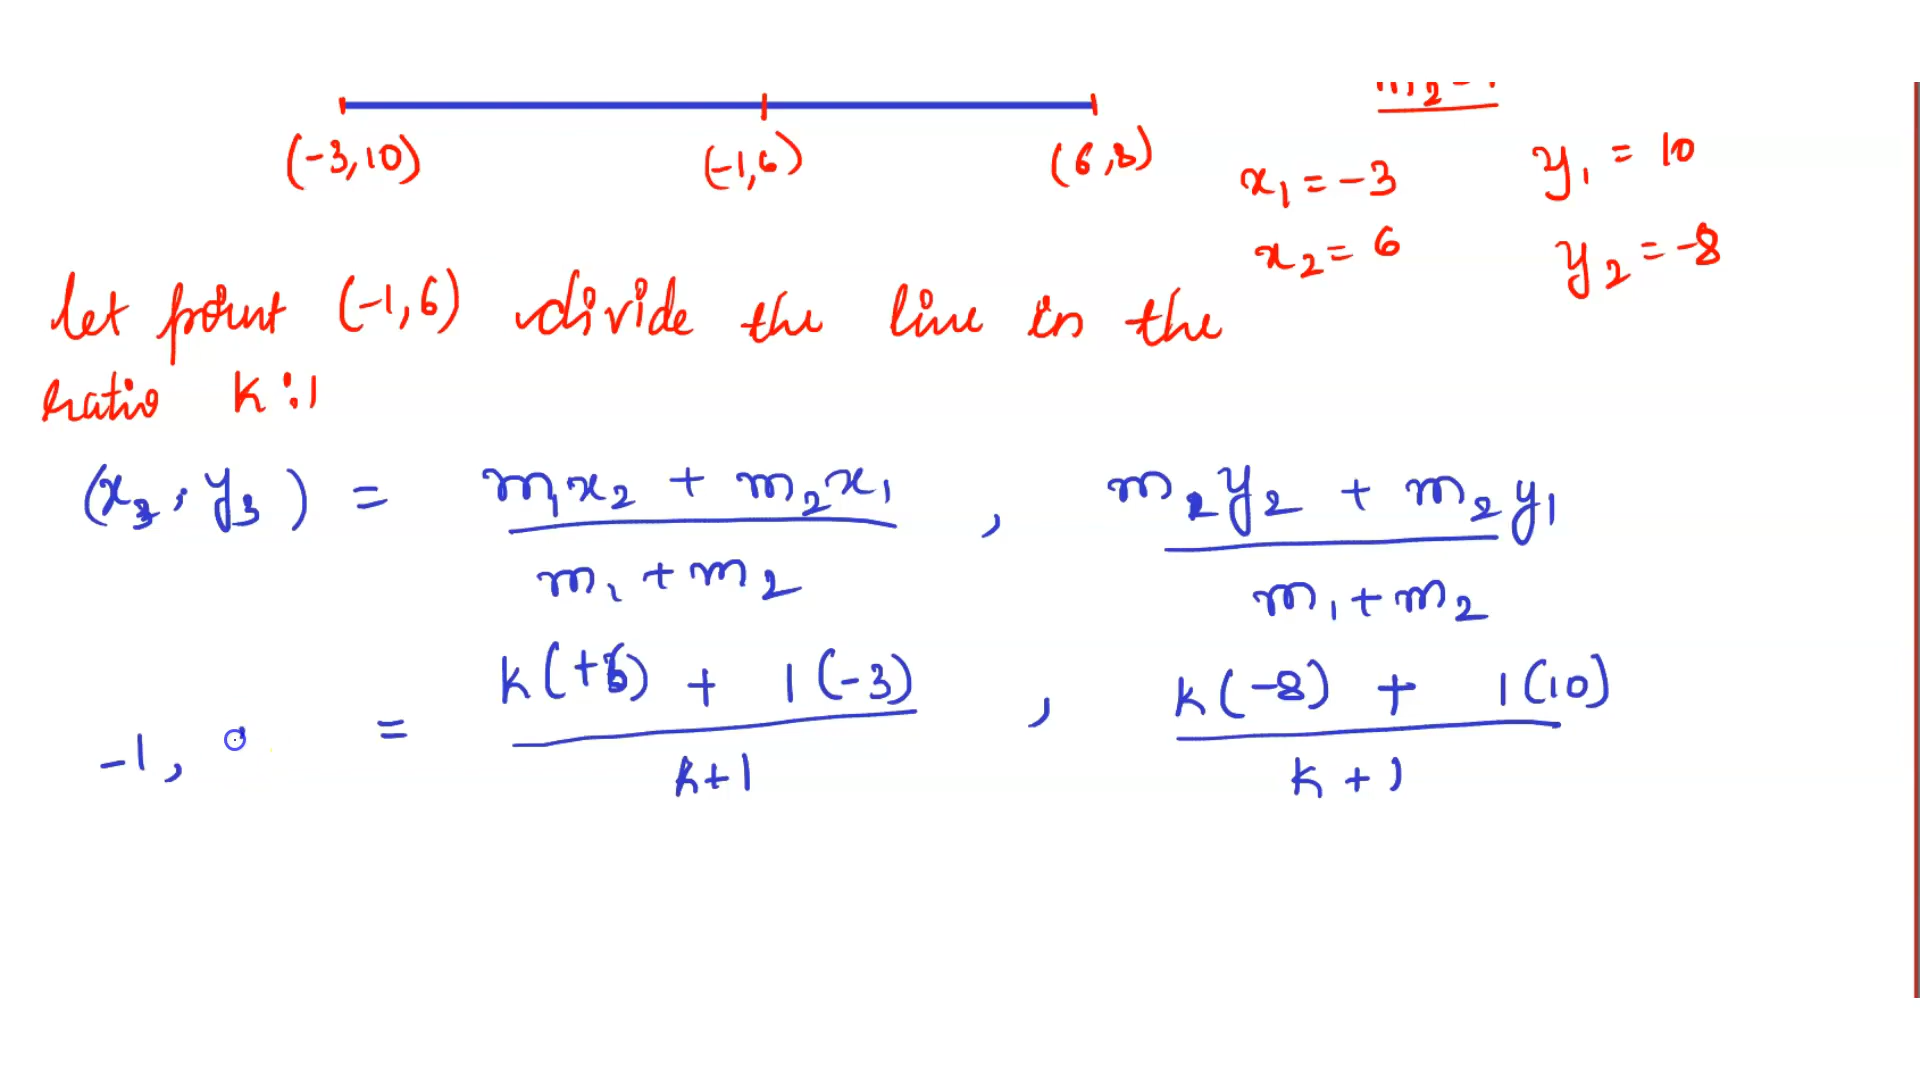 (-3,10) (-1,6) (6,8)
x₁ = -3 y₁ = 10
x₂ = 6 y₂ = -8
let point (-1,6) divide the line in the
ratio k:1
(x₃, y₃) = m₁x₂ + m₂x₁ , m₂y₂ + m₂y₁
m₁ + m₂ m₁ + m₂
-1, = k(+6) + 1(-3) , k(-8) + 1(10)
k+1 k+1